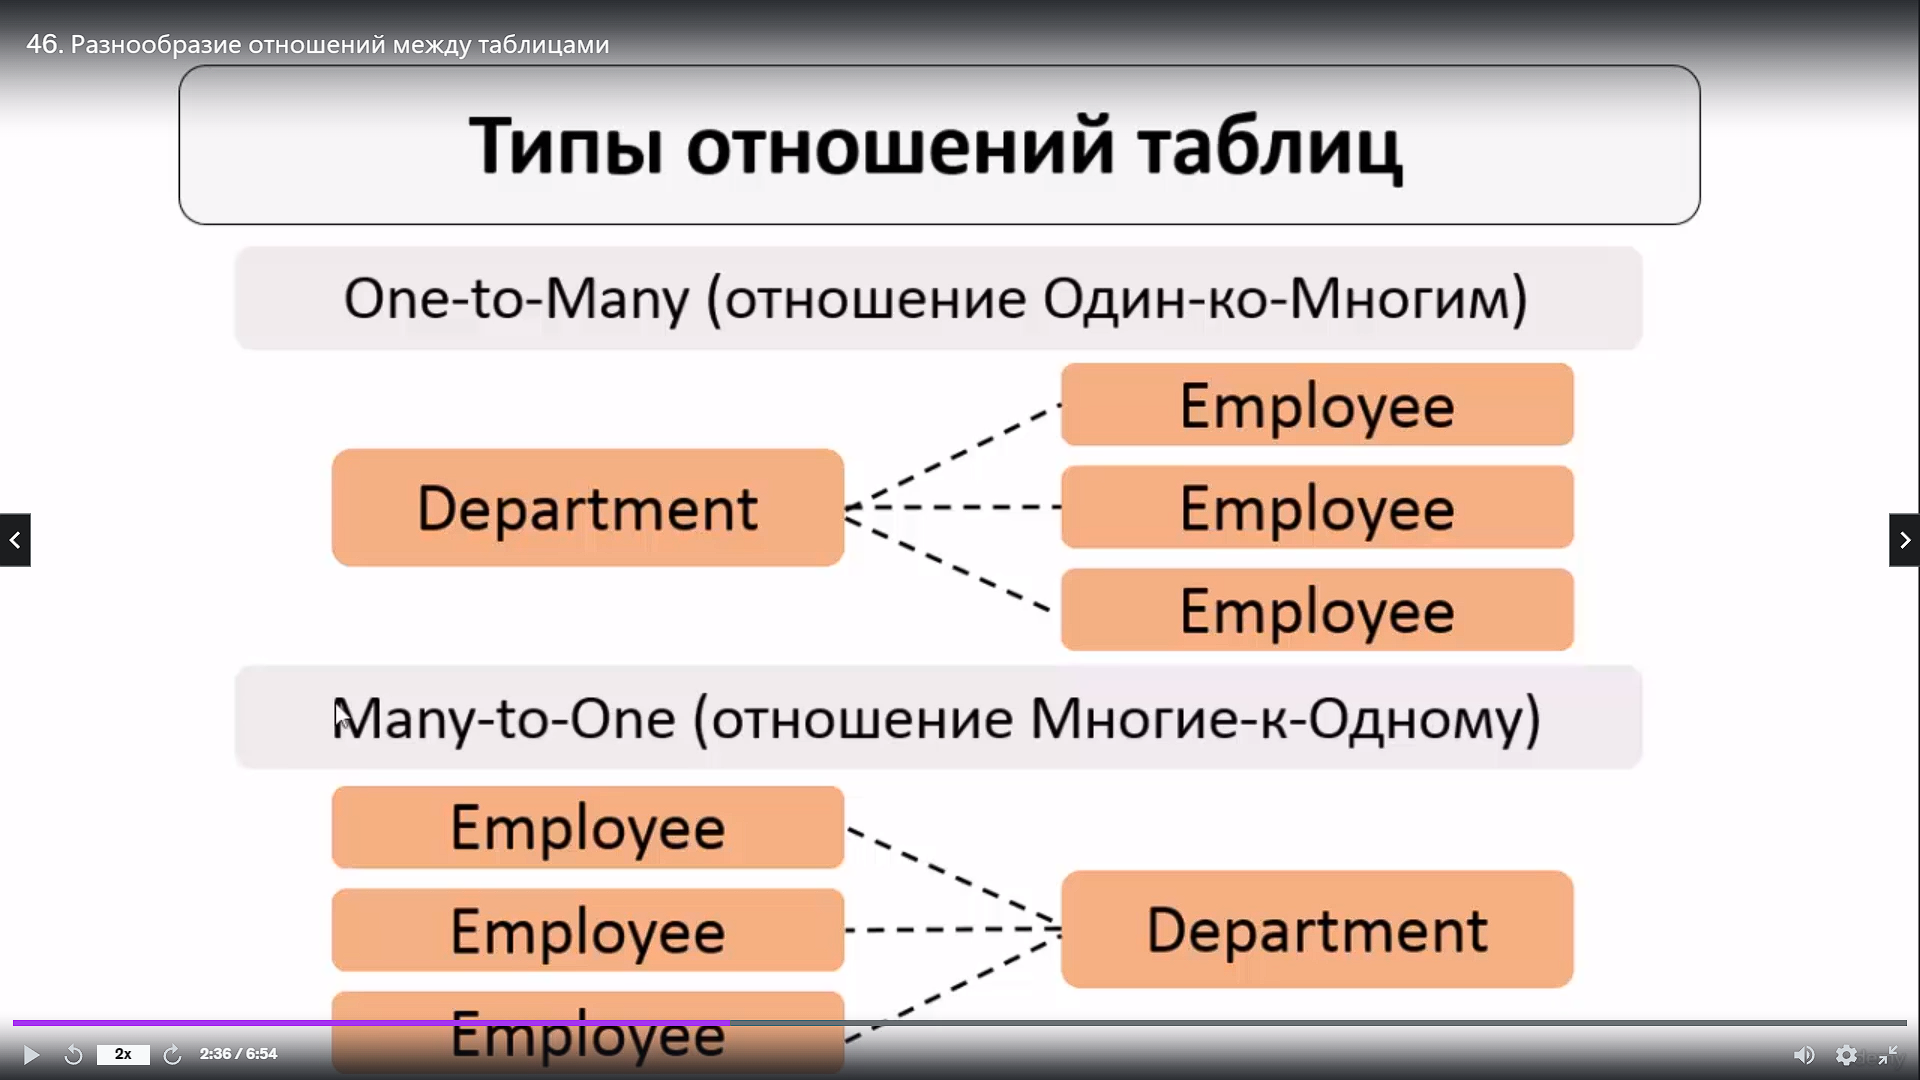 46. Разнообразие отношений между таблицами
Типы отношений таблиц
One-to-Many (отношение Один-ко-Многим)
Employee
Department
Employee
Employee
Many-to-One (отношение Многие-к-Одному)
Employee
Employee
Department
Employee
2x
2:36 / 6:54